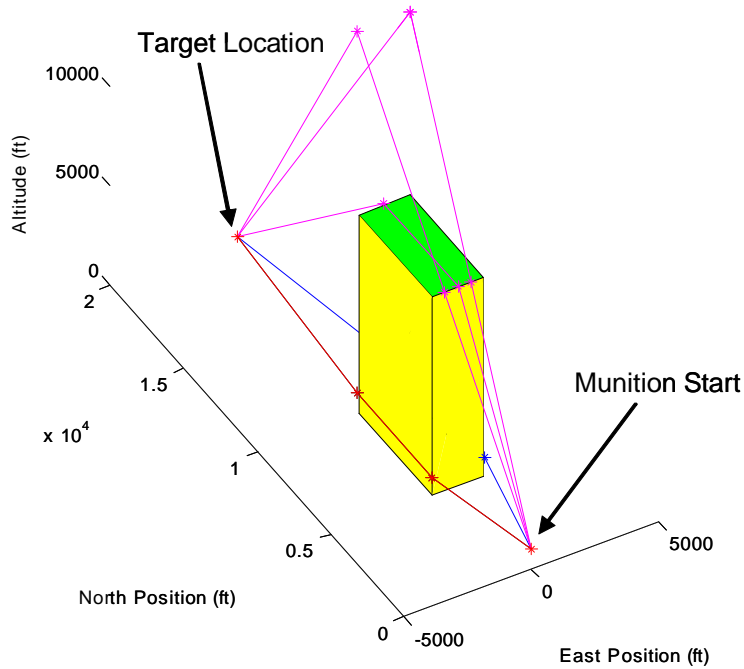 Target Location
10000
5000
0
Altitude (ft)
2
1.5
x 10^4
1
0.5
0
North Position (ft)
Munition Start
5000
0
-5000
East Position (ft)